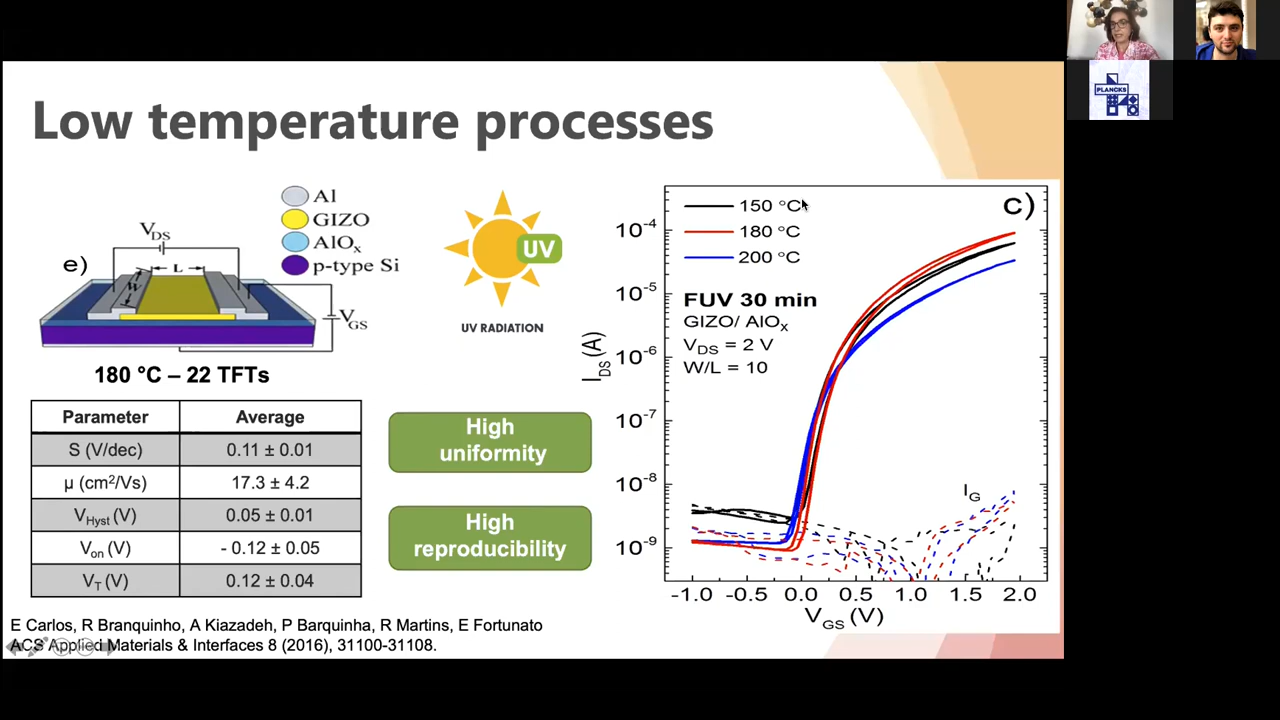 PLANCKS
Low temperature processes
Al
GIZO
AlOx
p-type Si
VDS
e)
L
W
VGS
180 °C – 22 TFTs
UV
UV RADIATION
Parameter Average
S (V/dec) 0.11 ± 0.01
μ (cm²/Vs) 17.3 ± 4.2
VHyst (V) 0.05 ± 0.01
Von (V) - 0.12 ± 0.05
VT (V) 0.12 ± 0.04
High
uniformity
High
reproducibility
c)
150 °C
180 °C
200 °C
FUV 30 min
GIZO/ AlOx
VDS = 2 V
W/L = 10
IDS (A)
10⁻⁴
10⁻⁵
10⁻⁶
10⁻⁷
10⁻⁸
10⁻⁹
IG
-1.0 -0.5 0.0 0.5 1.0 1.5 2.0
VGS (V)
E Carlos, R Branquinho, A Kiazadeh, P Barquinha, R Martins, E Fortunato
ACS Applied Materials & Interfaces 8 (2016), 31100-31108.